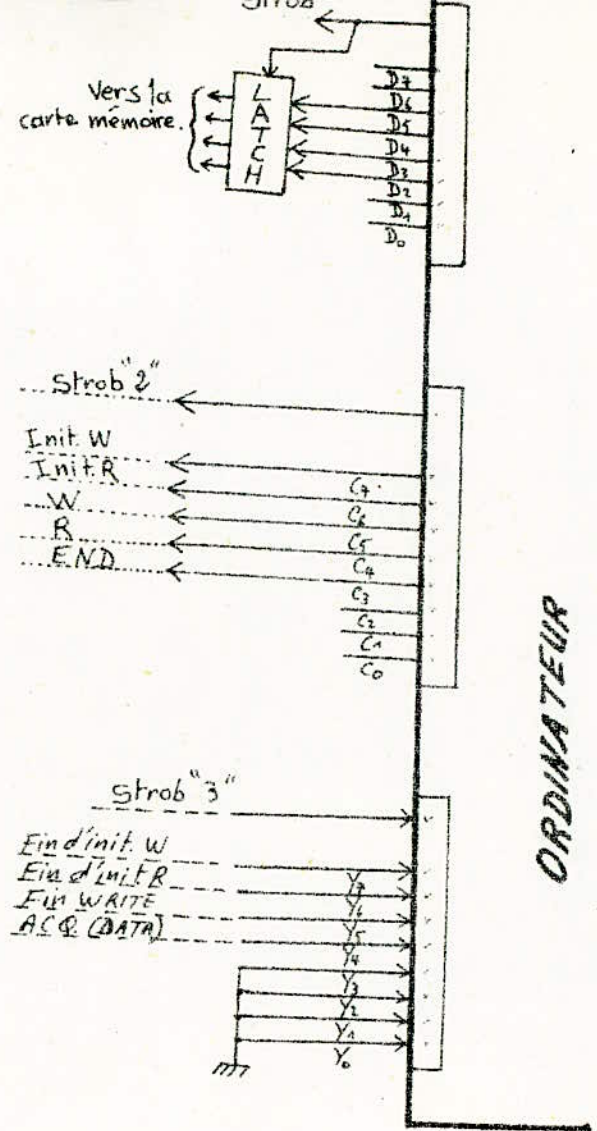 Strob
Vers la
carte mémoire.
LATCH
D7
D6
D5
D4
D3
D2
D1
D0
Strob "2"
Init. W
Init. R
W
R
END
C7
C6
C5
C4
C3
C2
C1
C0
ORDINATEUR
Strob "3"
Fin d'init. W
Fin d'init R
Fin WRITE
ACQ (DATA)
Y7
Y6
Y5
Y4
Y3
Y2
Y1
Y0